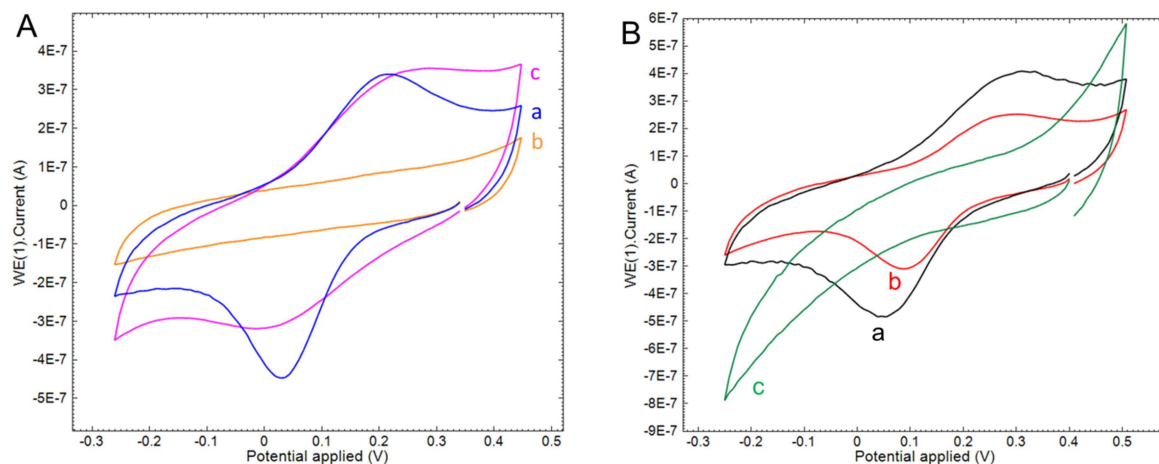 A
4E-7
3E-7
2E-7
1E-7
0
-1E-7
-2E-7
-3E-7
-4E-7
-5E-7
WE(1).Current (A)
c
a
b
-0.3 -0.2 -0.1 0 0.1 0.2 0.3 0.4 0.5
Potential applied (V)
B
6E-7
5E-7
4E-7
3E-7
2E-7
1E-7
0
-1E-7
-2E-7
-3E-7
-4E-7
-5E-7
-6E-7
-7E-7
-8E-7
-9E-7
WE(1).Current (A)
b
a
c
-0.3 -0.2 -0.1 0 0.1 0.2 0.3 0.4 0.5
Potential applied (V)